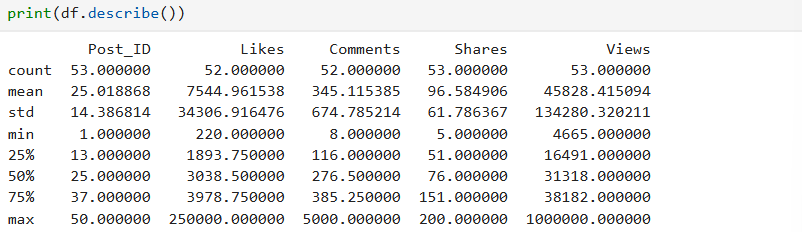 print(df.describe())
Post_ID Likes Comments Shares Views
count 53.000000 52.000000 52.000000 53.000000 53.000000
mean 25.018868 7544.961538 345.115385 96.584906 45828.415094
std 14.386814 34306.916476 674.785214 61.786367 134280.320211
min 1.000000 220.000000 8.000000 5.000000 4665.000000
25% 13.000000 1893.750000 116.000000 51.000000 16491.000000
50% 25.000000 3038.500000 276.500000 76.000000 31318.000000
75% 37.000000 3978.750000 385.250000 151.000000 38182.000000
max 50.000000 250000.000000 5000.000000 200.000000 1000000.000000